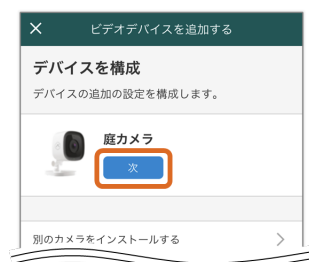 ビデオデバイスを追加する
デバイスを構成
デバイスの追加の設定を構成します。
庭カメラ
次
別のカメラをインストールする